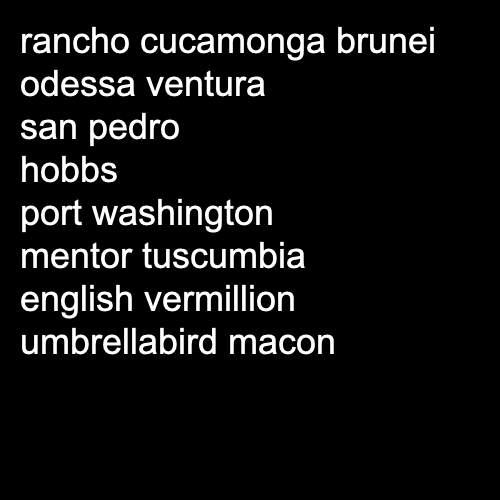 rancho cucamonga brunei
odessa ventura
san pedro
hobbs
port washington
mentor tuscumbia
english vermillion
umbrellabird macon